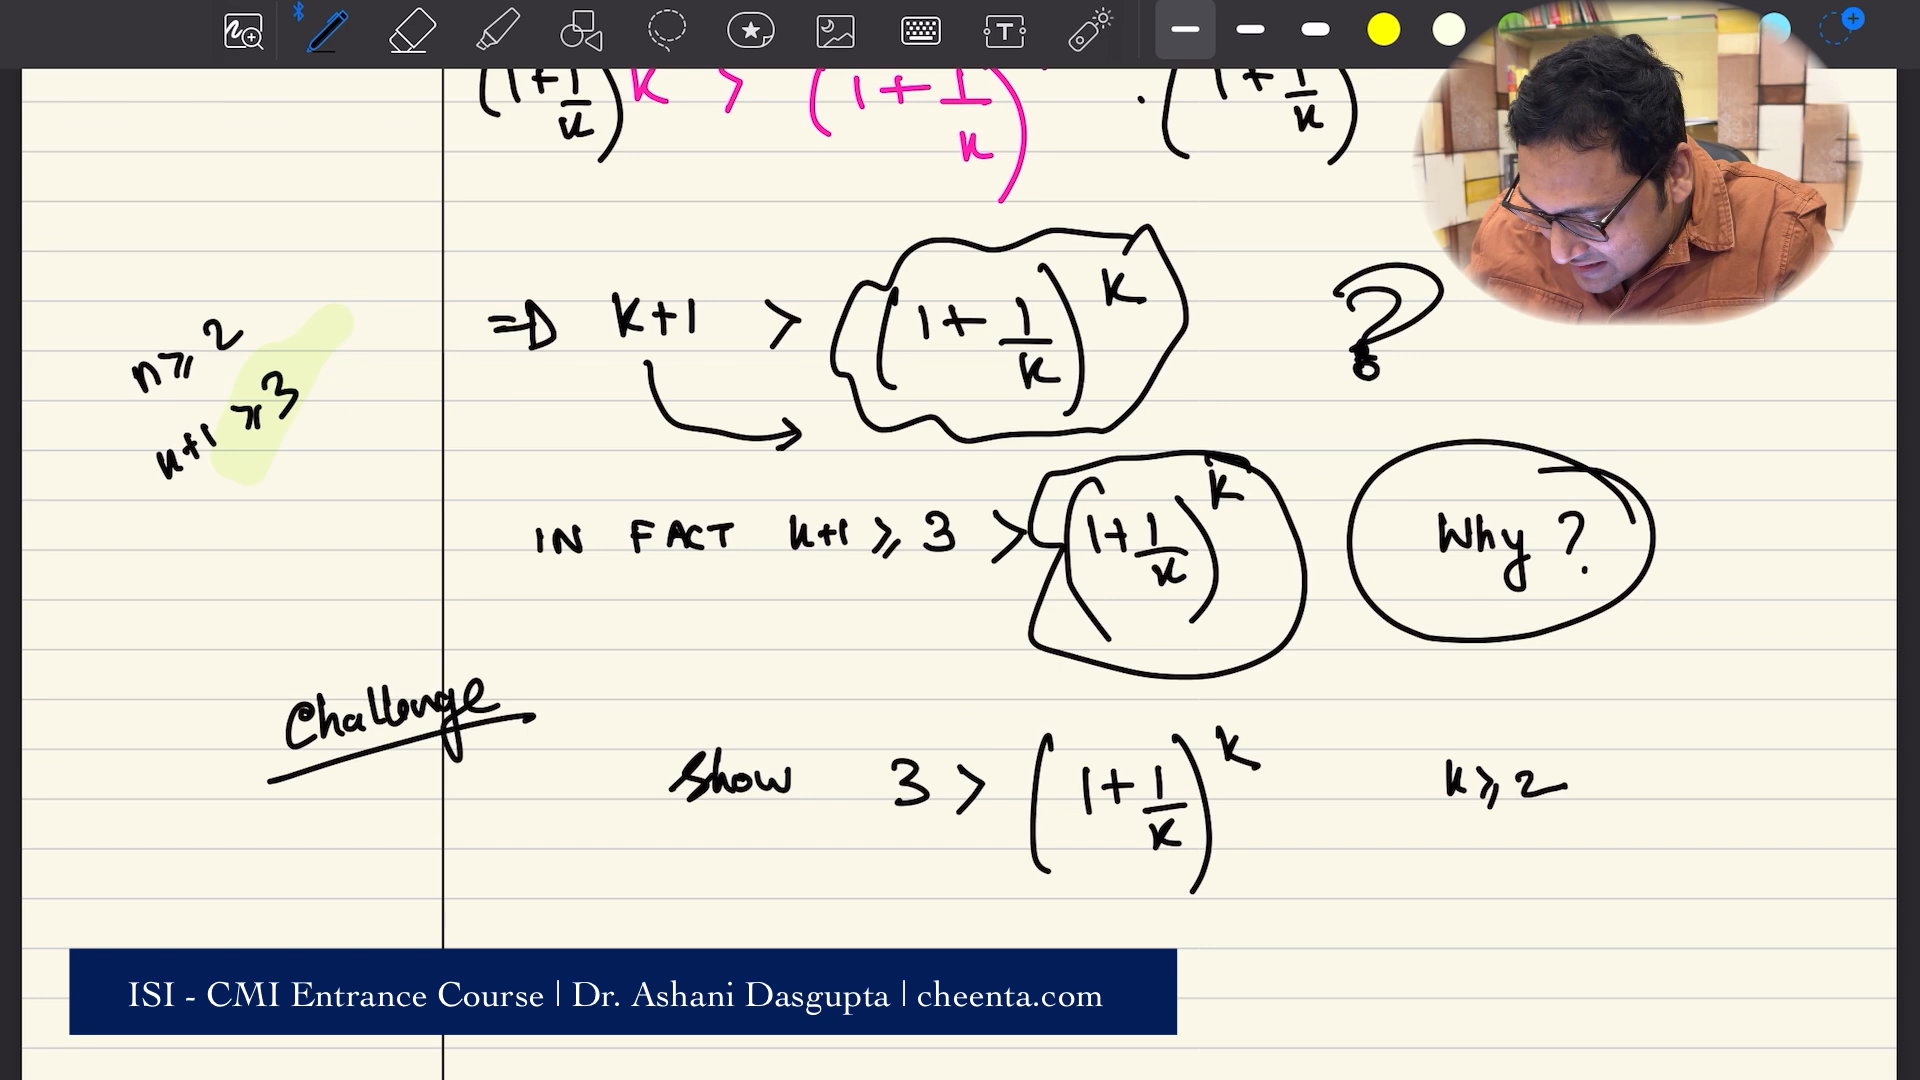 (1+1/k)^k > (1+1/k) · (1+1/k)
⇒ k+1 > (1+1/k)^k ?
n ⩾ 2
n+1 ⩾ 3
IN FACT k+1 ⩾ 3 > (1+1/k)^k Why ?
Challenge
Show 3 > (1+1/k)^k k ⩾ 2
ISI - CMI Entrance Course | Dr. Ashani Dasgupta | cheenta.com